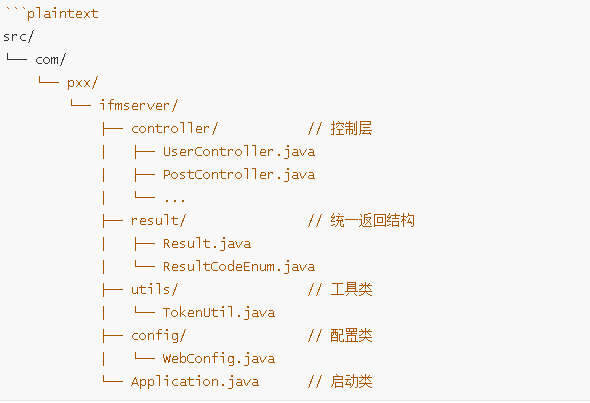 ```plaintext
src/
└── com/
    └── pxx/
        └── ifmserver/
            ├── controller/           // 控制层
            │   ├── UserController.java
            │   ├── PostController.java
            │   └── ...
            ├── result/               // 统一返回结构
            │   ├── Result.java
            │   └── ResultCodeEnum.java
            ├── utils/                // 工具类
            │   └── TokenUtil.java
            ├── config/               // 配置类
            │   └── WebConfig.java
            └── Application.java      // 启动类